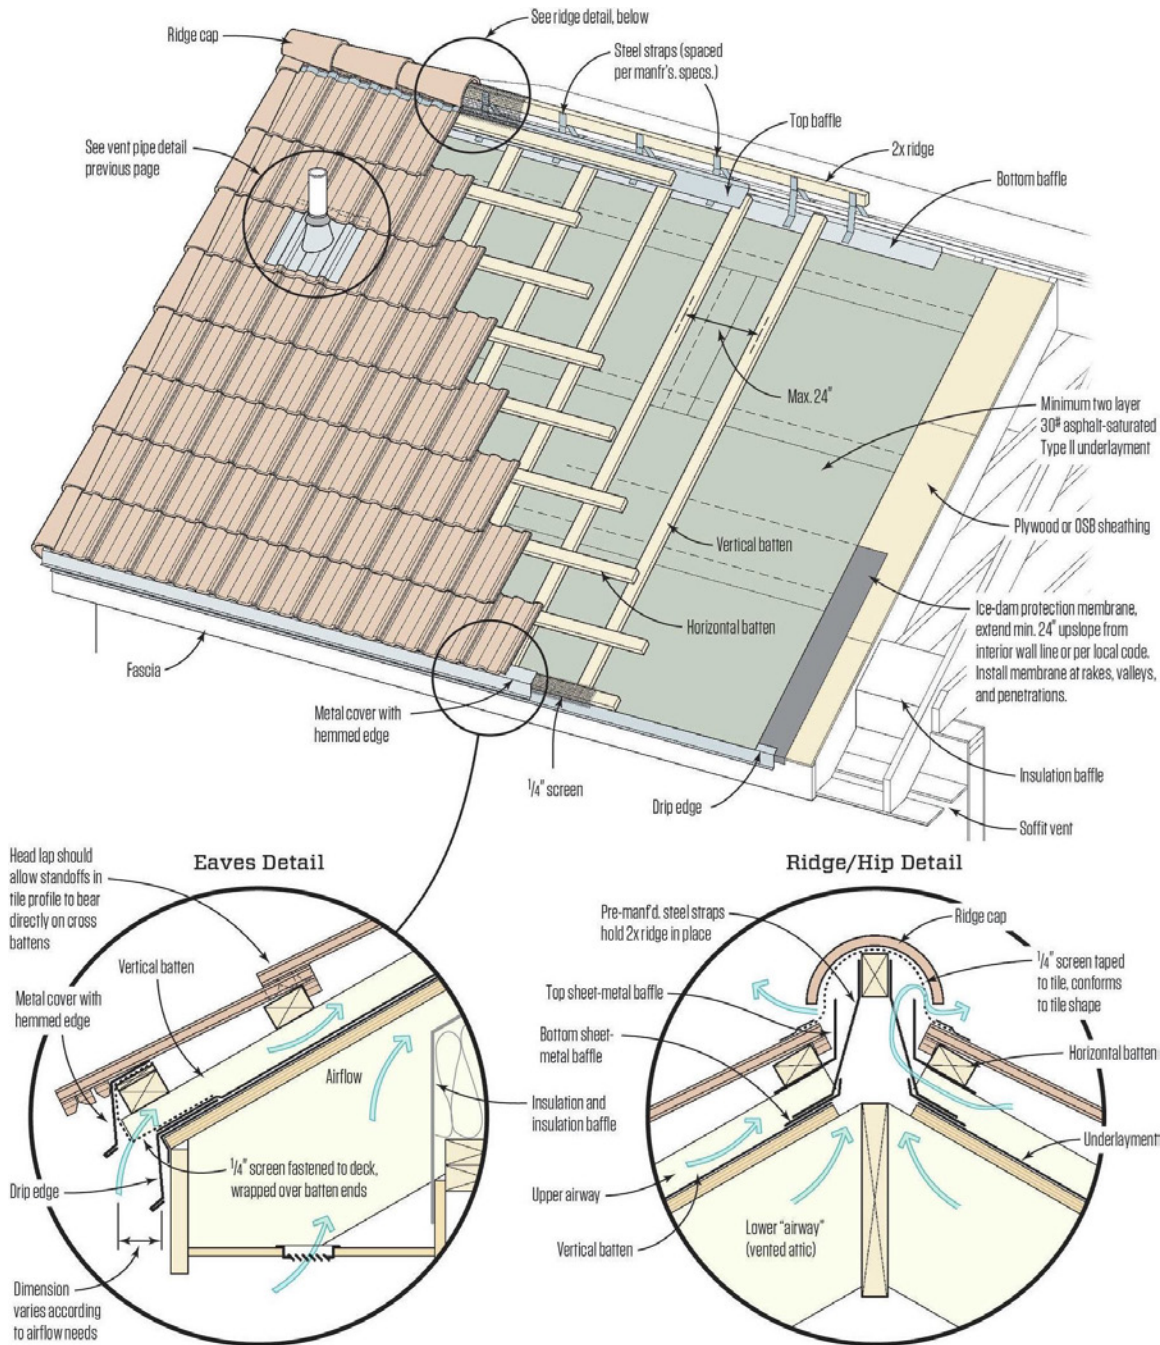 See ridge detail, below
Ridge cap
Steel straps (spaced
per manfr's. specs.)
Top baffle
2x ridge
See vent pipe detail
previous page
Bottom baffle
Max. 24"
Minimum two layer
30# asphalt-saturated
Type II underlayment
Plywood or OSB sheathing
Vertical batten
Ice-dam protection membrane,
extend min. 24" upslope from
interior wall line or per local code.
Install membrane at rakes, valleys,
and penetrations.
Horizontal batten
Fascia
Metal cover with
hemmed edge
1/4" screen
Insulation baffle
Drip edge
Soffit vent
Eaves Detail
Head lap should
allow standoffs in
tile profile to bear
directly on cross
battens
Vertical batten
Metal cover with
hemmed edge
Airflow
Insulation and
insulation baffle
1/4" screen fastened to deck,
wrapped over batten ends
Drip edge
Dimension
varies according
to airflow needs
Ridge/Hip Detail
Pre-manf'd. steel straps
hold 2x ridge in place
Ridge cap
1/4" screen taped
to tile, conforms
to tile shape
Top sheet-metal baffle
Bottom sheet-
metal baffle
Horizontal batten
Underlayment
Upper airway
Vertical batten
Lower "airway"
(vented attic)